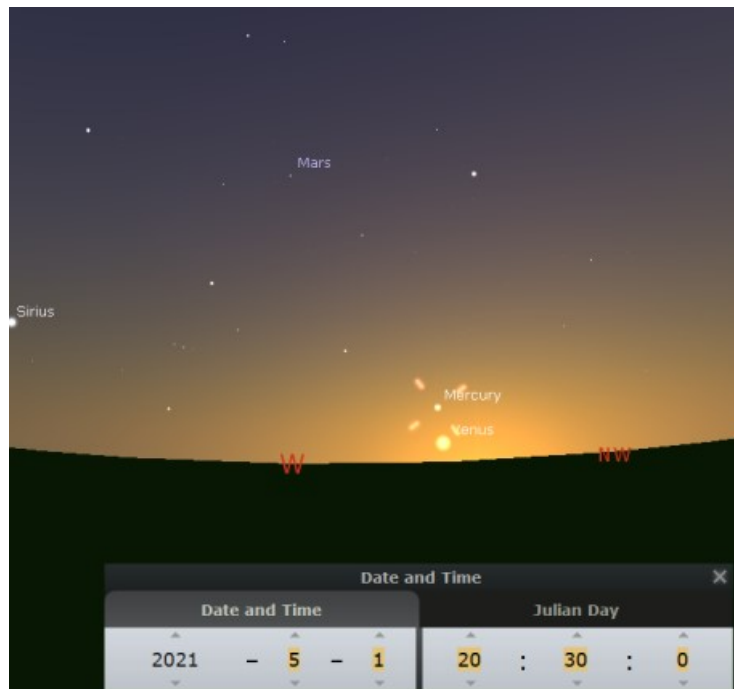 Mars
Sirius
Mercury
Venus
W
NW
Date and Time
Date and Time Julian Day
2021 - 5 - 1 20 : 30 : 0